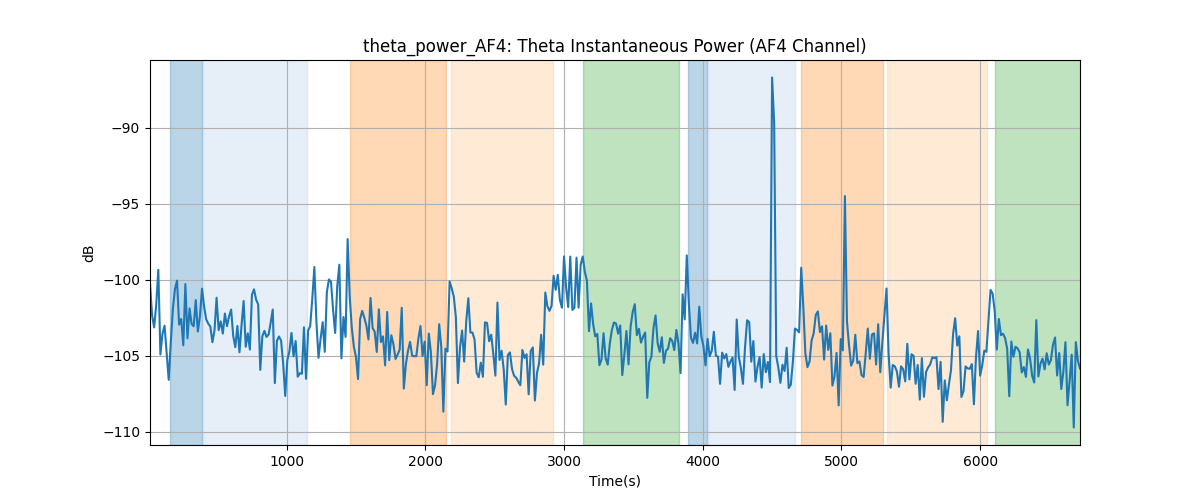 theta_power_AF4: Theta Instantaneous Power (AF4 Channel)
−90
−95
−100
−105
−110
dB
1000 2000 3000 4000 5000 6000
Time(s)